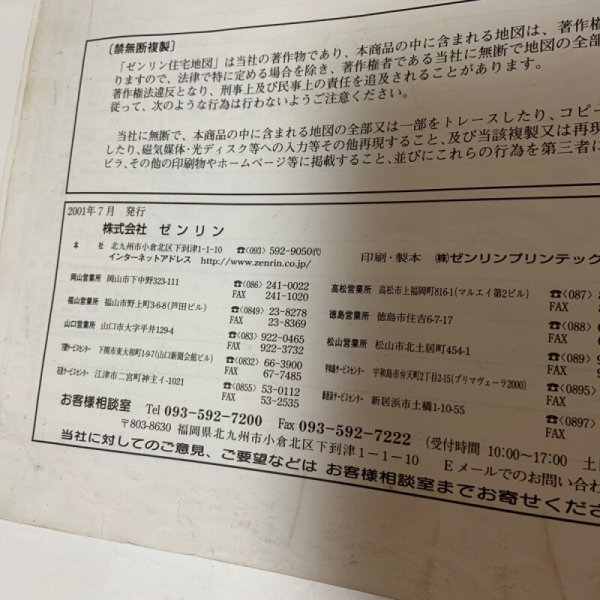 〔禁無断複製〕
「ゼンリン住宅地図」は当社の著作物であり、本商品の中に含まれる地図は、著作権
りますので、法律で特に定める場合を除き、著作権者である当社に無断で地図の全部
著作権法違反となり、刑事上及び民事上の責任を追及されることがあります。
従って、次のような行為は行わないようご注意ください。
当社に無断で、本商品の中に含まれる地図の全部又は一部をトレースしたり、コピー
したり、磁気媒体・光ディスク等への入力等その他再現すること、及び当該複製又は再現
ビラ、その他の印刷物やホームページ等に掲載すること、並びにこれらの行為を第三者に
2001年7月 発行
株式会社 ゼンリン
本 社 北九州市小倉北区下到津1-1-10 ☎〈093〉592-9050㈹
インターネットアドレス http://www.zenrin.co.jp/
印刷・製本 ㈱ゼンリンプリンテック
岡山営業所 岡山市下中野323-111 ☎〈086〉241-0022
FAX 241-1020
福山営業所 福山市野上町3-6-8(芦田ビル) ☎〈0849〉23-8278
FAX 23-8369
山口営業所 山口市大字平井129-4 ☎〈083〉922-0465
FAX 922-3732
下関サービスセンター 下関市東大和町1-9-7(山口新聞会館ビル) ☎〈0832〉66-3900
FAX 67-7485
サービスセンター 江津市二宮町神主イ-1021 ☎〈0855〉53-0112
FAX 53-2535
高松営業所 高松市上福岡町816-1(マルエイ第2ビル) ☎〈087〉
FAX
徳島営業所 徳島市住吉6-7-17 ☎〈088〉
FAX
松山営業所 松山市北土居町454-1 ☎〈089〉
FAX
サービスセンター 宇和島市弁天町2丁目2-15(プリマヴェーラ2000) ☎〈0895〉
FAX
サービスセンター 新居浜市土橋1-10-55 ☎〈0897〉
FAX
お客様相談室 Tel 093-592-7200 Fax 093-592-7222 (受付時間 10:00〜17:00 土
〒803-8630 福岡県北九州市小倉北区下到津1-1-10 Eメールでのお問い合わ
当社に対してのご意見、ご要望などは お客様相談室までお寄せくださ